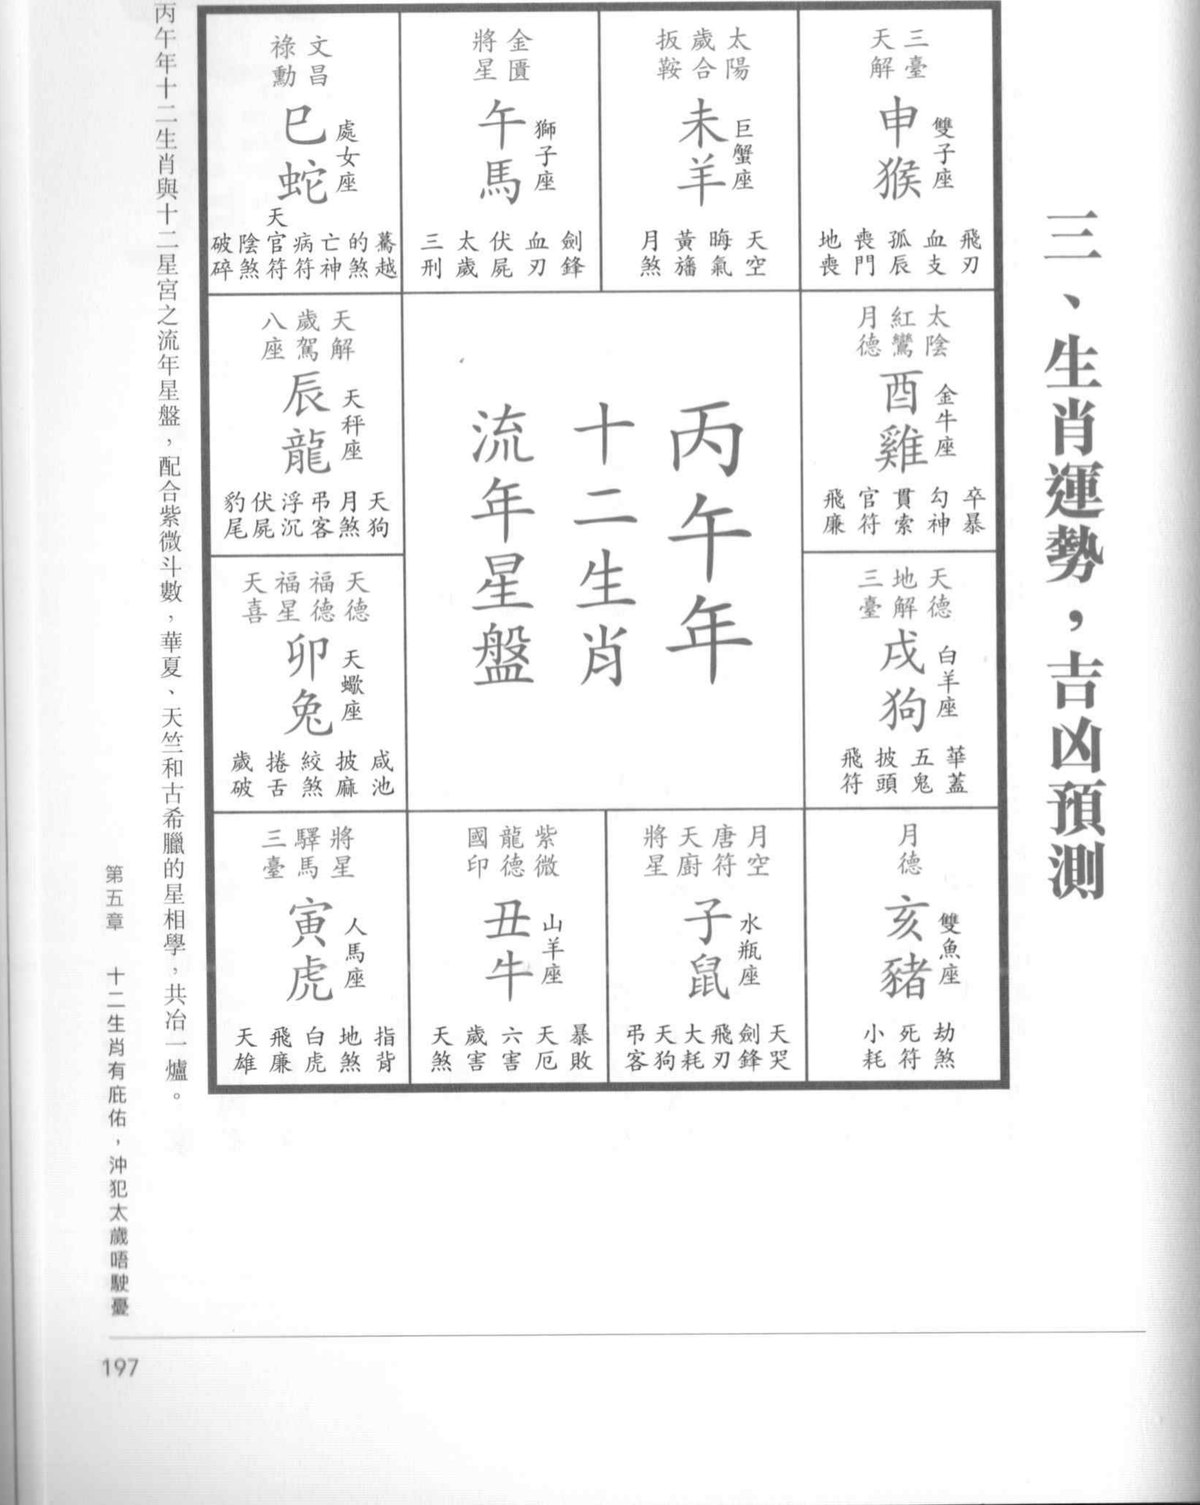 三、生肖運勢，吉凶預測
三臺
天解
申猴
雙子座
飛刃
血支
孤辰
喪門
地喪
太陽
歲合
扳鞍
未羊
巨蟹座
天空
晦氣
黃旛
月煞
金匱
將星
午馬
獅子座
劍鋒
血刃
伏屍
太歲
三刑
文昌
祿勳
巳蛇
處女座
驀越
的煞
亡神
病符
天官符
陰煞
破碎
太陰
紅鸞
月德
酉雞
金牛座
卒暴
勾神
貫索
官符
飛廉
丙午年
十二生肖
流年星盤
天解
歲駕
八座
辰龍
天秤座
天狗
月煞
弔客
浮沉
伏屍
豹尾
天德
地解
三臺
戌狗
白羊座
華蓋
五鬼
披頭
飛符
天德
福德
福星
天喜
卯兔
天蠍座
咸池
披麻
絞煞
捲舌
歲破
月德
亥豬
雙魚座
劫煞
死符
小耗
月空
唐符
天廚
將星
子鼠
水瓶座
天哭
劍鋒
飛刃
大耗
天狗
弔客
紫微
龍德
國印
丑牛
山羊座
暴敗
天厄
六害
歲害
天煞
將星
驛馬
三臺
寅虎
人馬座
指背
地煞
白虎
飛廉
天雄
丙午年十二生肖與十二星宮之流年星盤，配合紫微斗數，華夏、天竺和古希臘的星相學，共冶一爐。
第五章 十二生肖有庇佑，沖犯太歲唔駛憂
197